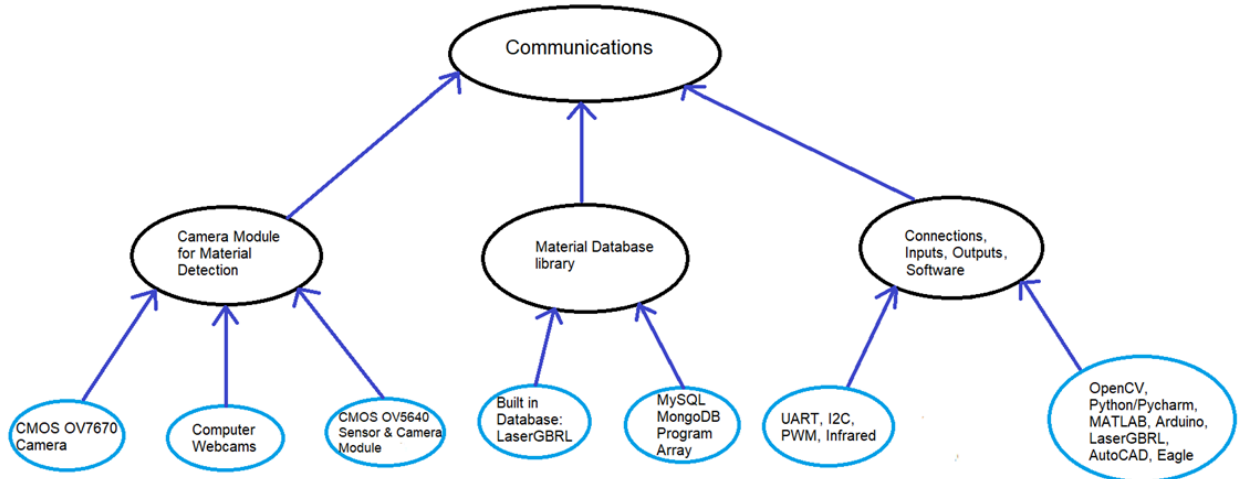 Communications
Camera Module
for Material
Detection
Material Database
library
Connections,
Inputs, Outputs,
Software
CMOS OV7670
Camera
Computer
Webcams
CMOS OV5640
Sensor & Camera
Module
Built in
Database:
LaserGBRL
MySQL
MongoDB
Program
Array
UART, I2C,
PWM, Infrared
OpenCV,
Python/Pycharm,
MATLAB, Arduino,
LaserGBRL,
AutoCAD, Eagle